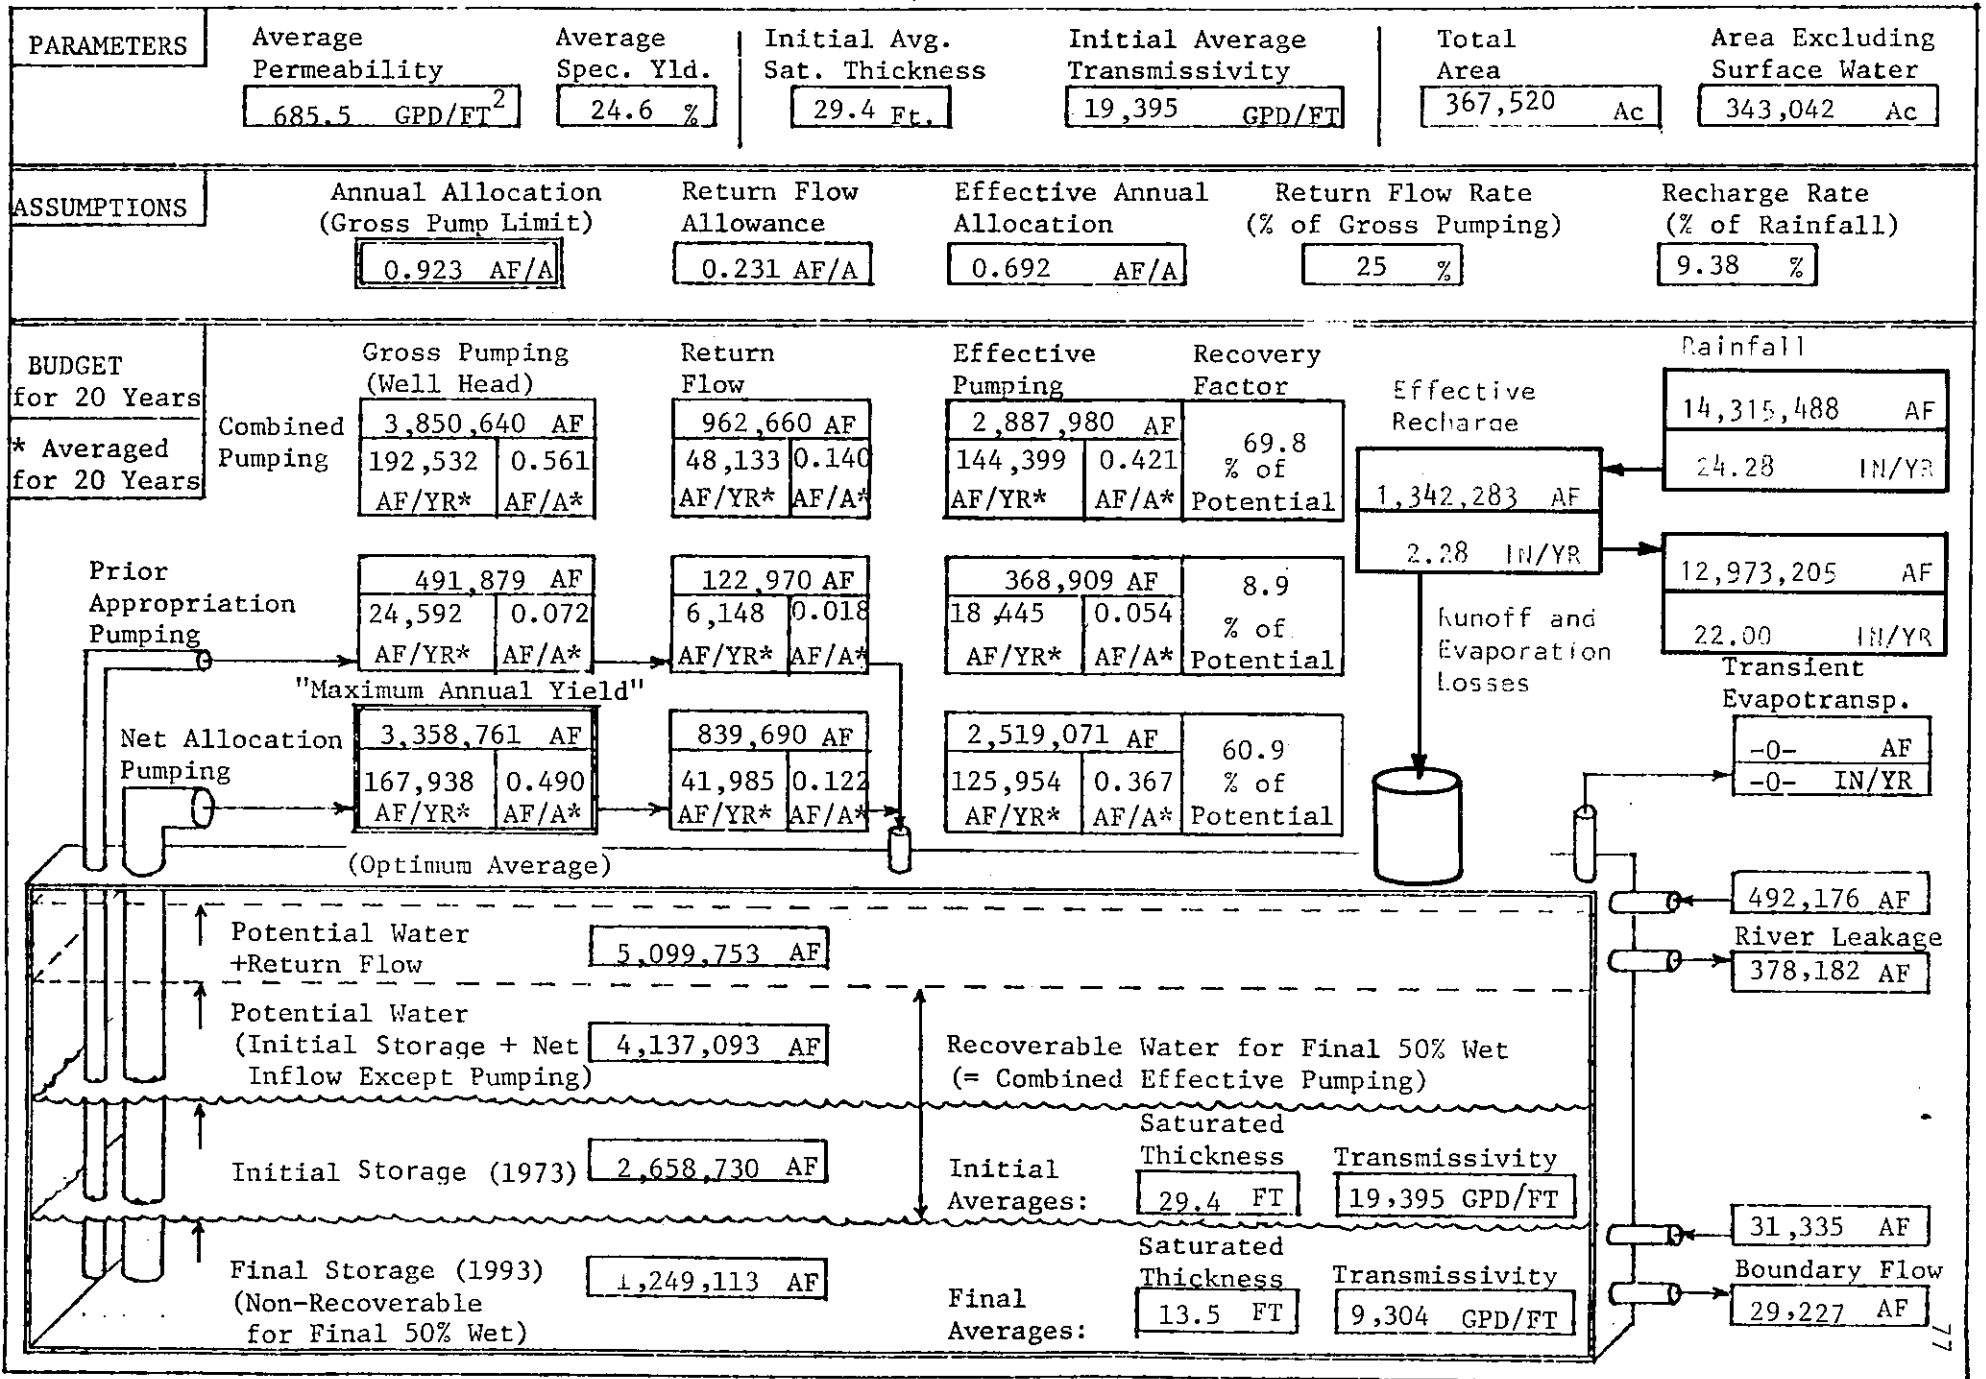 PARAMETERS
Average Permeability
685.5 GPD/FT2
Average Spec. Yld.
24.6 %
Initial Avg. Sat. Thickness
29.4 Ft.
Initial Average Transmissivity
19,395 GPD/FT
Total Area
367,520 Ac
Area Excluding Surface Water
343,042 Ac
ASSUMPTIONS
Annual Allocation
(Gross Pump Limit)
0.923 AF/A
Return Flow
Allowance
0.231 AF/A
Effective Annual
Allocation
0.692 AF/A
Return Flow Rate
(% of Gross Pumping)
25 %
Recharge Rate
(% of Rainfall)
9.38 %
BUDGET
for 20 Years
* Averaged
for 20 Years
Gross Pumping
(Well Head)
Return
Flow
Effective
Pumping
Recovery
Factor
Combined
Pumping
3,850,640 AF
192,532 AF/YR*
0.561 AF/A*
962,660 AF
48,133 AF/YR*
0.140 AF/A*
2,887,980 AF
144,399 AF/YR*
0.421 AF/A*
69.8
% of
Potential
Effective
Recharge
1,342,283 AF
2.28 IN/YR
Rainfall
14,315,488 AF
24.28 IN/YR
12,973,205 AF
22.00 IN/YR
Runoff and
Evaporation
Losses
Prior
Appropriation
Pumping
491,879 AF
24,592 AF/YR*
0.072 AF/A*
122,970 AF
6,148 AF/YR*
0.018 AF/A*
368,909 AF
18,445 AF/YR*
0.054 AF/A*
8.9
% of
Potential
"Maximum Annual Yield"
Net Allocation
Pumping
3,358,761 AF
167,938 AF/YR*
0.490 AF/A*
839,690 AF
41,985 AF/YR*
0.122 AF/A*
2,519,071 AF
125,954 AF/YR*
0.367 AF/A*
60.9
% of
Potential
(Optimum Average)
Transient
Evapotransp.
-0- AF
-0- IN/YR
492,176 AF
River Leakage
378,182 AF
Potential Water
+Return Flow
5,099,753 AF
Potential Water
(Initial Storage + Net
Inflow Except Pumping)
4,137,093 AF
Recoverable Water for Final 50% Wet
(= Combined Effective Pumping)
Initial Storage (1973)
2,658,730 AF
Initial
Averages:
Saturated
Thickness
29.4 FT
Transmissivity
19,395 GPD/FT
Final Storage (1993)
(Non-Recoverable
for Final 50% Wet)
1,249,113 AF
Final
Averages:
Saturated
Thickness
13.5 FT
Transmissivity
9,304 GPD/FT
31,335 AF
Boundary Flow
29,227 AF
77